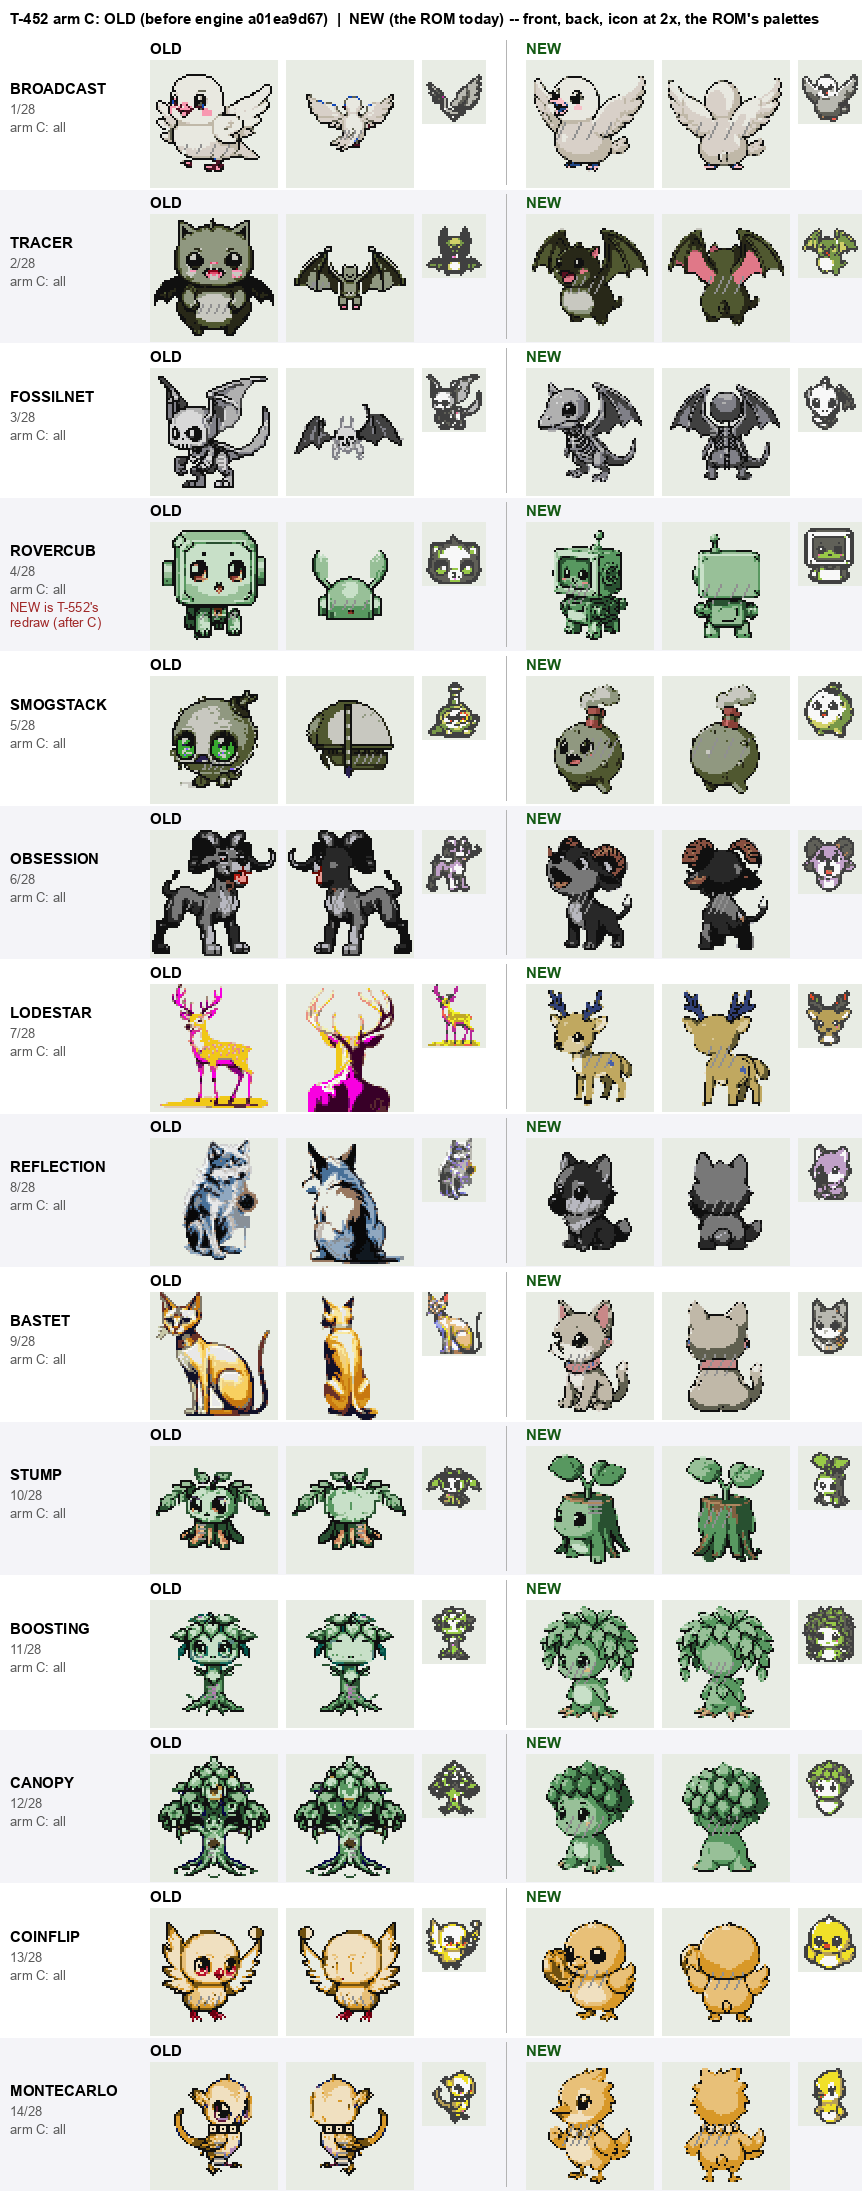 T-452 arm C: OLD (before engine a01ea9d67) | NEW (the ROM today) -- front, back, icon at 2x, the ROM's palettes
OLD
NEW
BROADCAST
1/28
arm C: all
OLD
NEW
TRACER
2/28
arm C: all
OLD
NEW
FOSSILNET
3/28
arm C: all
OLD
NEW
ROVERCUB
4/28
arm C: all
NEW is T-552's
redraw (after C)
OLD
NEW
SMOGSTACK
5/28
arm C: all
OLD
NEW
OBSESSION
6/28
arm C: all
OLD
NEW
LODESTAR
7/28
arm C: all
OLD
NEW
REFLECTION
8/28
arm C: all
OLD
NEW
BASTET
9/28
arm C: all
OLD
NEW
STUMP
10/28
arm C: all
OLD
NEW
BOOSTING
11/28
arm C: all
OLD
NEW
CANOPY
12/28
arm C: all
OLD
NEW
COINFLIP
13/28
arm C: all
OLD
NEW
MONTECARLO
14/28
arm C: all